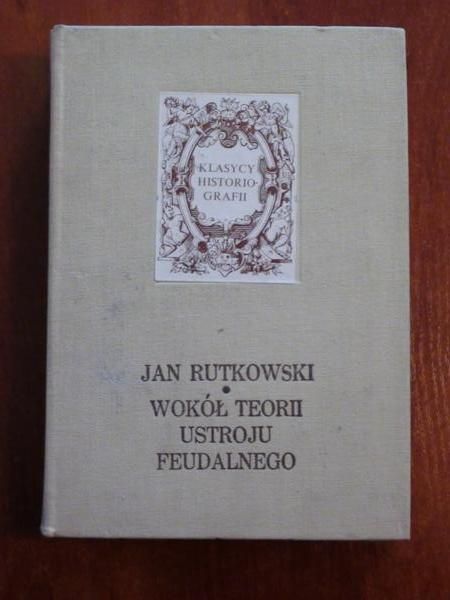 KLASYCY
HISTORIO-
GRAFII
JAN RUTKOWSKI
•
WOKÓŁ TEORII
USTROJU
FEUDALNEGO